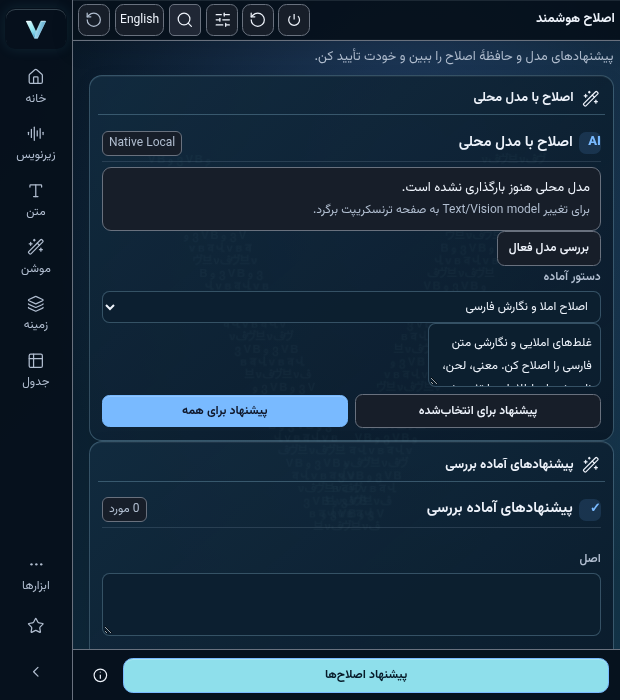 اصلاح هوشمند
English
پیشنهادهای مدل و حافظهٔ اصلاح را ببین و خودت تأیید کن.
خانه
زیرنویس
متن
موشن
زمینه
جدول
ابزارها
اصلاح با مدل محلی
AI اصلاح با مدل محلی
Native Local
مدل محلی هنوز بارگذاری نشده است.
برای تغییر Text/Vision model به صفحه ترنسکریپت برگرد.
بررسی مدل فعال
دستور آماده
اصلاح املا و نگارش فارسی
غلط‌های املایی و نگارشی متن
فارسی را اصلاح کن. معنی، لحن،
پیشنهاد برای انتخاب‌شده
پیشنهاد برای همه
پیشنهادهای آماده بررسی
✓ پیشنهادهای آماده بررسی
0 مورد
اصل
پیشنهاد اصلاح‌ها